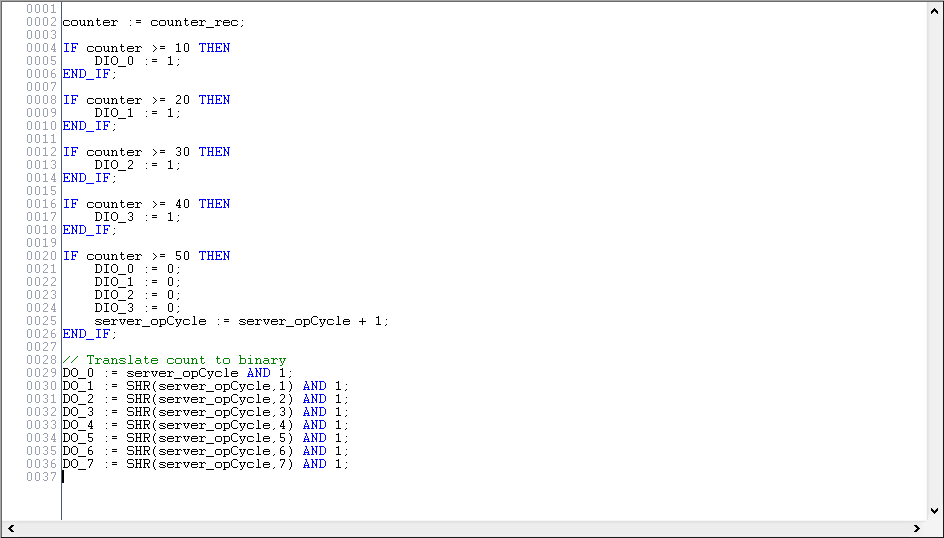 0001
0002 counter := counter_rec;
0003
0004 IF counter >= 10 THEN
0005     DIO_0 := 1;
0006 END_IF;
0007
0008 IF counter >= 20 THEN
0009     DIO_1 := 1;
0010 END_IF;
0011
0012 IF counter >= 30 THEN
0013     DIO_2 := 1;
0014 END_IF;
0015
0016 IF counter >= 40 THEN
0017     DIO_3 := 1;
0018 END_IF;
0019
0020 IF counter >= 50 THEN
0021     DIO_0 := 0;
0022     DIO_1 := 0;
0023     DIO_2 := 0;
0024     DIO_3 := 0;
0025     server_opCycle := server_opCycle + 1;
0026 END_IF;
0027
0028 // Translate count to binary
0029 DO_0 := server_opCycle AND 1;
0030 DO_1 := SHR(server_opCycle,1) AND 1;
0031 DO_2 := SHR(server_opCycle,2) AND 1;
0032 DO_3 := SHR(server_opCycle,3) AND 1;
0033 DO_4 := SHR(server_opCycle,4) AND 1;
0034 DO_5 := SHR(server_opCycle,5) AND 1;
0035 DO_6 := SHR(server_opCycle,6) AND 1;
0036 DO_7 := SHR(server_opCycle,7) AND 1;
0037